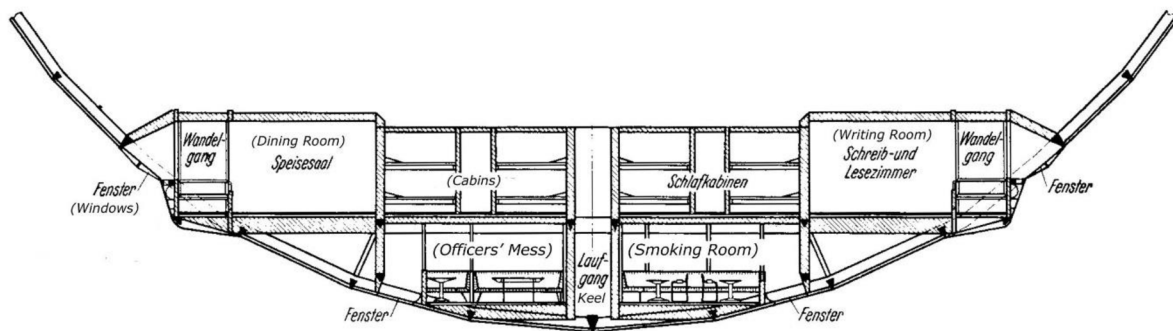 Wandel-
gang
(Dining Room)
Speisesaal
(Writing Room)
Schreib-und
Lesezimmer
Wandel-
gang
(Cabins)
Schlafkabinen
Fenster
(Windows)
Fenster
(Officers' Mess)
(Smoking Room)
Lauf-
gang
Keel
Fenster
Fenster